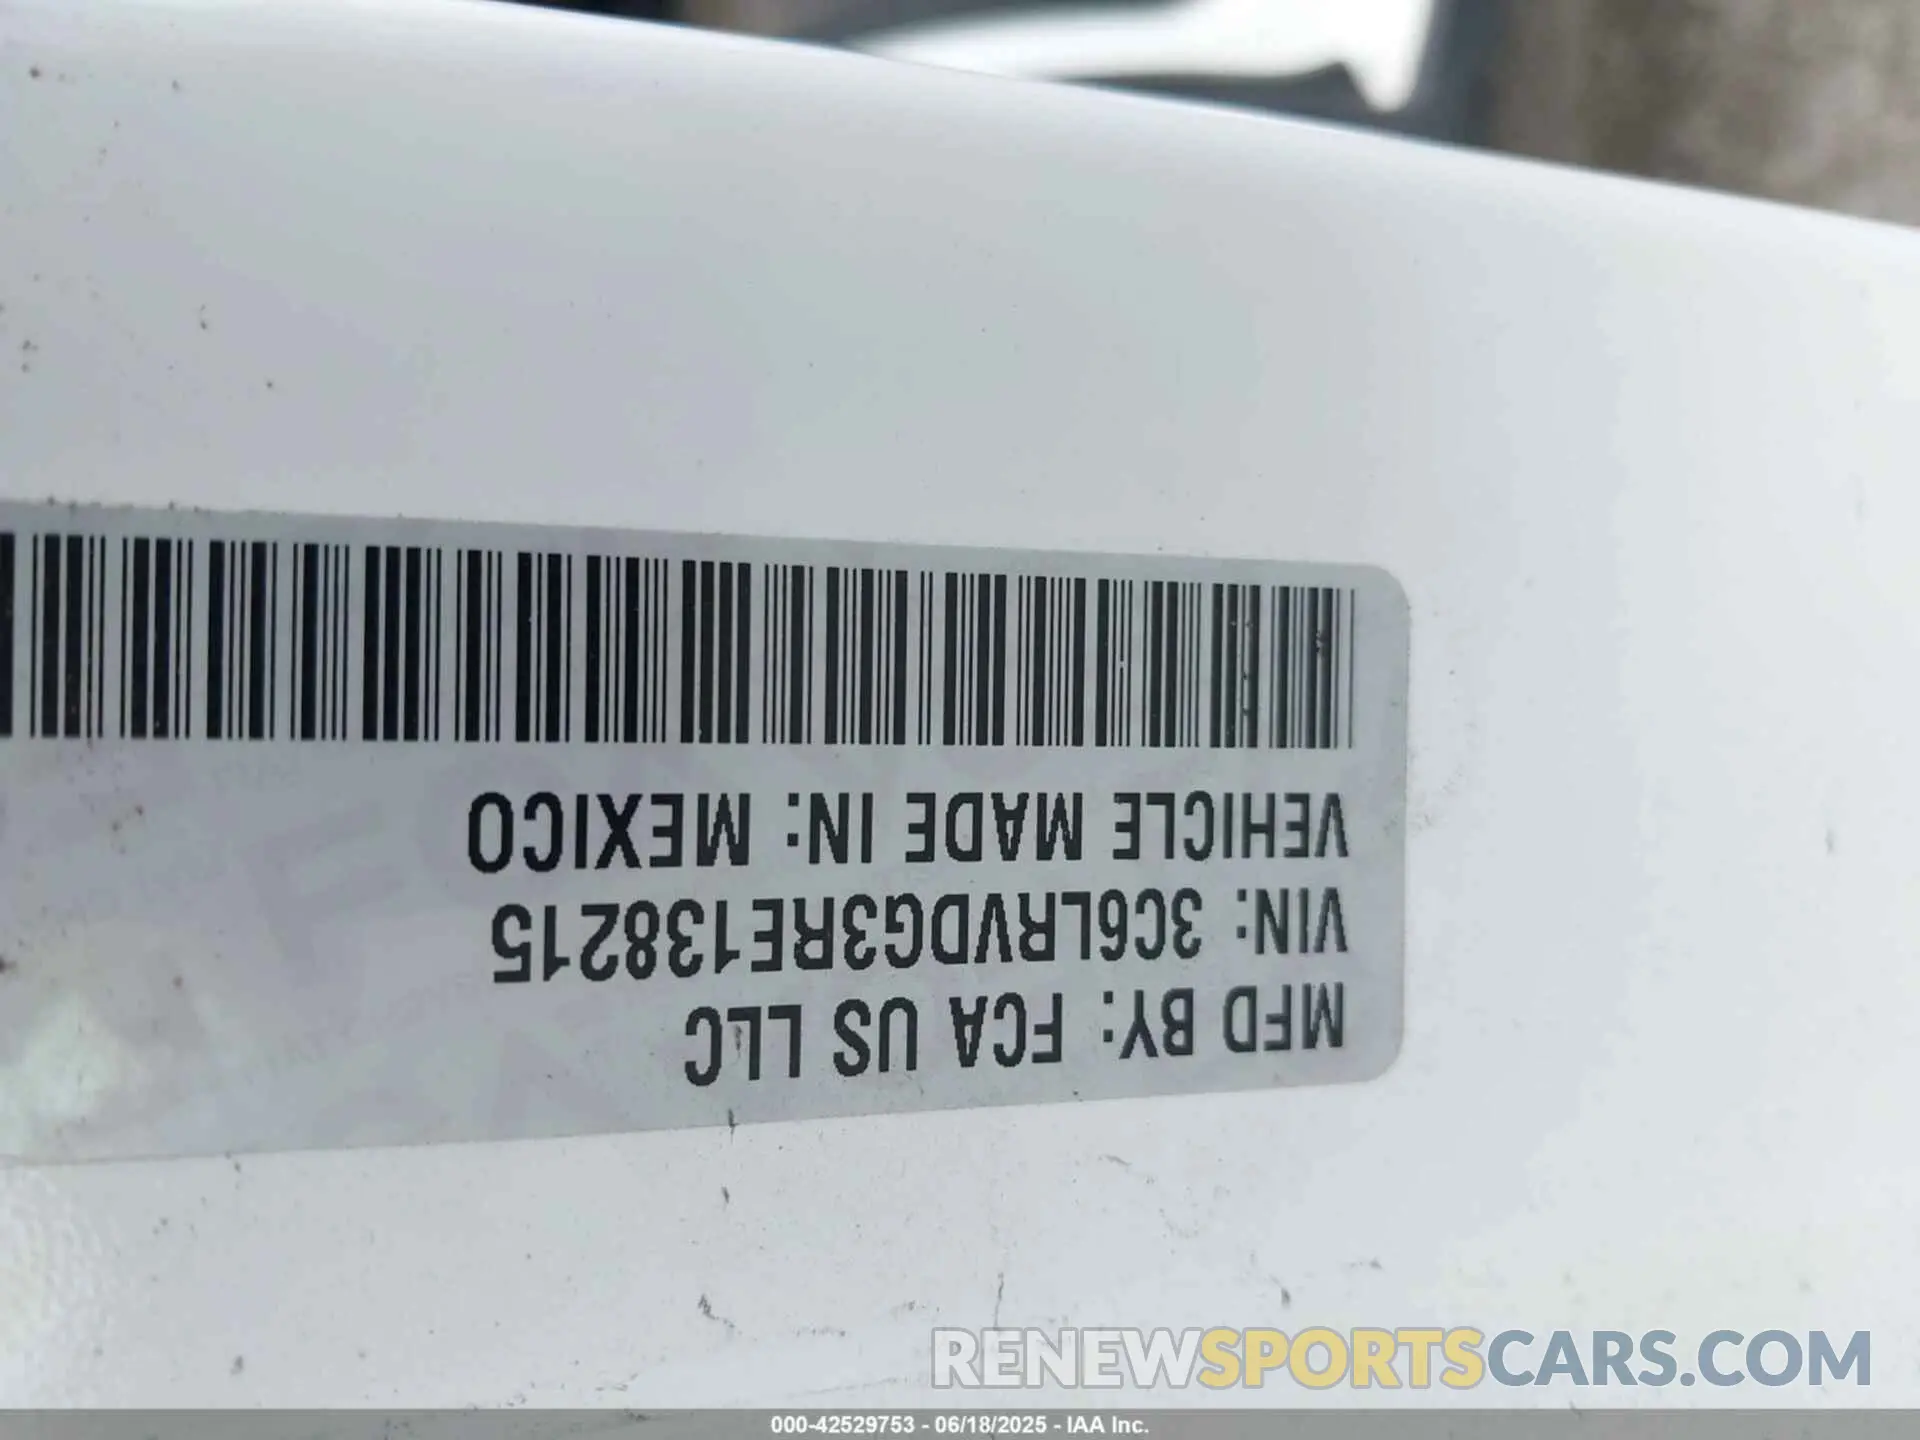 MFD BY: FCA US LLC
VIN: 3C6LRVDG3RE138215
VEHICLE MADE IN: MEXICO
RENEWSPORTSCARS.COM
000-42529753 - 06/18/2025 - IAA Inc.